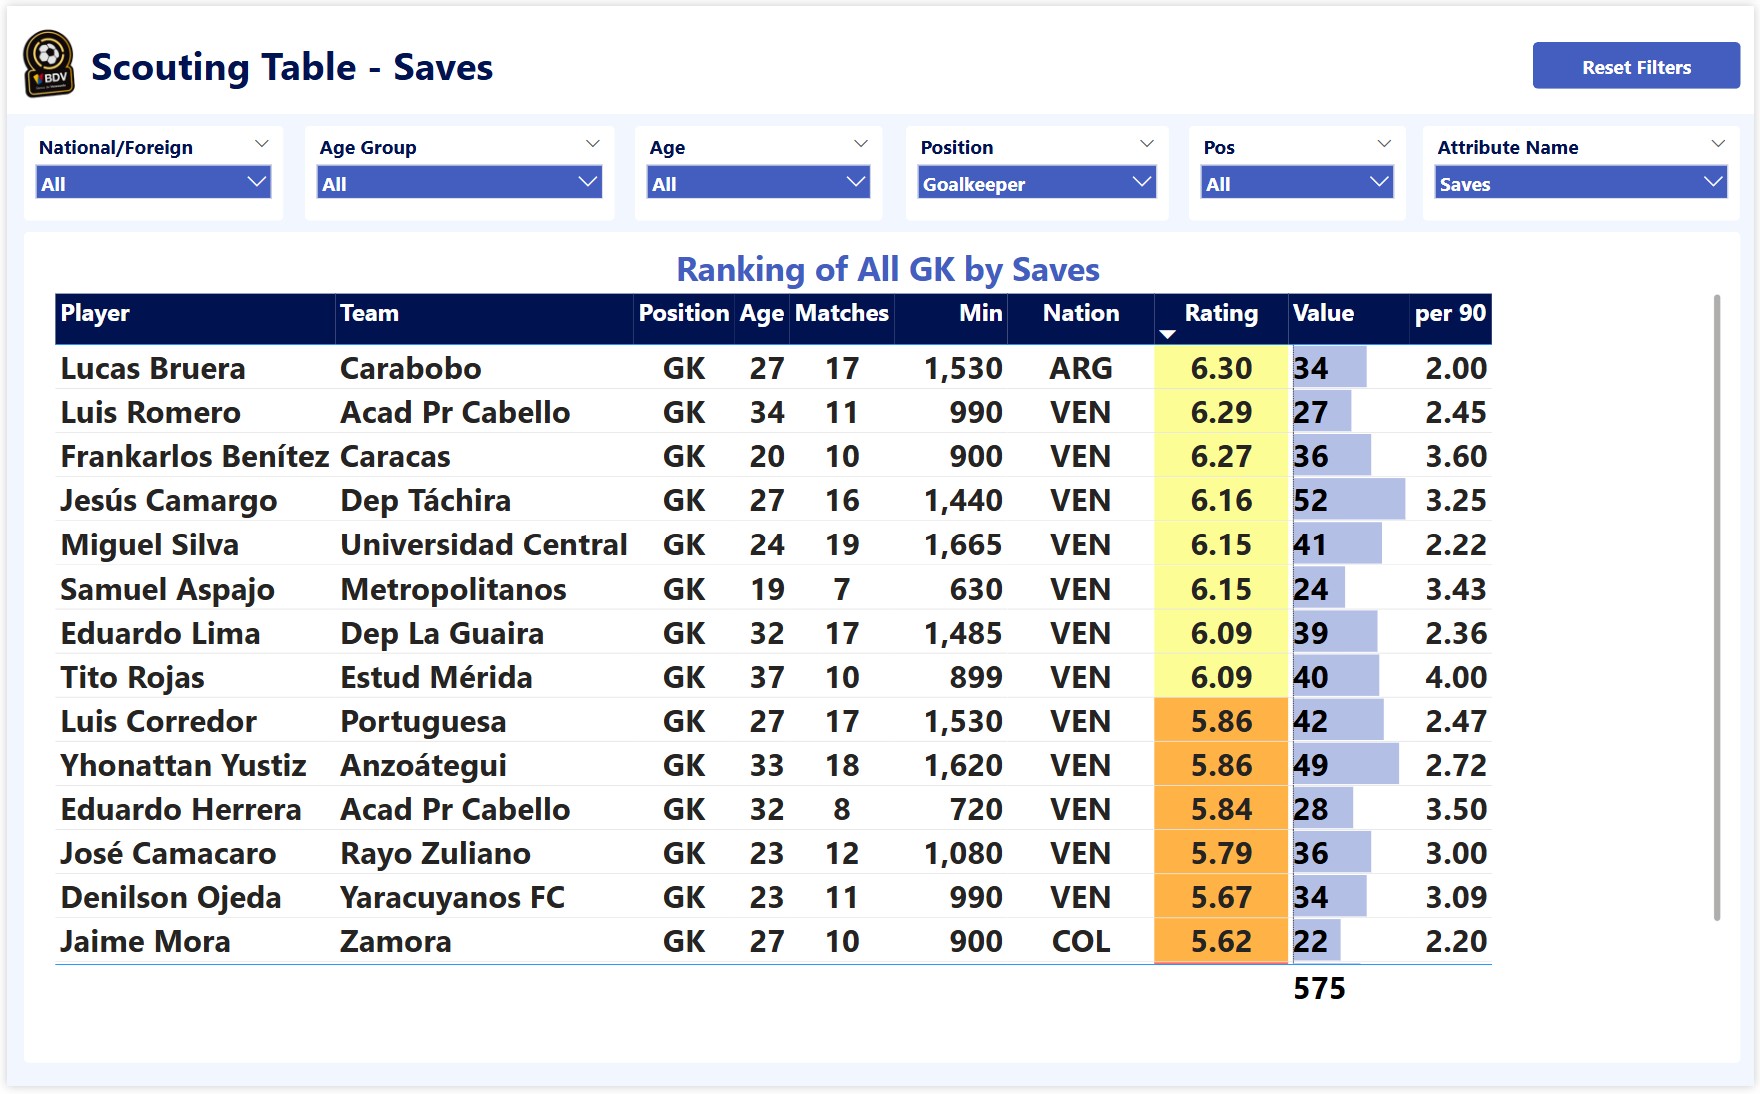 BDV
Scouting Table - Saves
Reset Filters
National/Foreign Age Group Age Position Pos Attribute Name
All All All Goalkeeper All Saves
Ranking of All GK by Saves
Player Team Position Age Matches Min Nation Rating Value per 90
Lucas Bruera Carabobo GK 27 17 1,530 ARG 6.30 34 2.00
Luis Romero Acad Pr Cabello GK 34 11 990 VEN 6.29 27 2.45
Frankarlos Benítez Caracas GK 20 10 900 VEN 6.27 36 3.60
Jesús Camargo Dep Táchira GK 27 16 1,440 VEN 6.16 52 3.25
Miguel Silva Universidad Central GK 24 19 1,665 VEN 6.15 41 2.22
Samuel Aspajo Metropolitanos GK 19 7 630 VEN 6.15 24 3.43
Eduardo Lima Dep La Guaira GK 32 17 1,485 VEN 6.09 39 2.36
Tito Rojas Estud Mérida GK 37 10 899 VEN 6.09 40 4.00
Luis Corredor Portuguesa GK 27 17 1,530 VEN 5.86 42 2.47
Yhonattan Yustiz Anzoátegui GK 33 18 1,620 VEN 5.86 49 2.72
Eduardo Herrera Acad Pr Cabello GK 32 8 720 VEN 5.84 28 3.50
José Camacaro Rayo Zuliano GK 23 12 1,080 VEN 5.79 36 3.00
Denilson Ojeda Yaracuyanos FC GK 23 11 990 VEN 5.67 34 3.09
Jaime Mora Zamora GK 27 10 900 COL 5.62 22 2.20
575